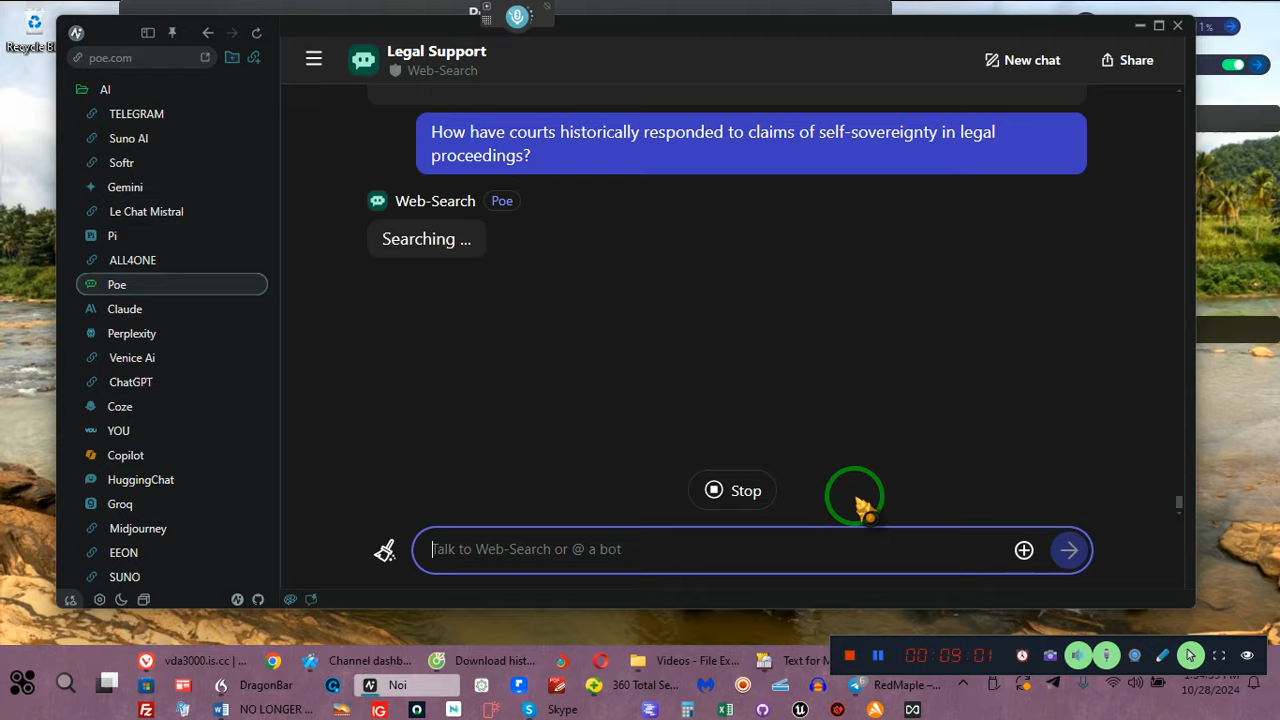 Recycle Bi
1%
poe.com
Legal Support
Web-Search
New chat
Share
AI
TELEGRAM
Suno AI
Softr
Gemini
Le Chat Mistral
Pi
ALL4ONE
Poe
Claude
Perplexity
Venice Ai
ChatGPT
Coze
YOU
Copilot
HuggingChat
Groq
Midjourney
EEON
SUNO
How have courts historically responded to claims of self-sovereignty in legal
proceedings?
Web-Search Poe
Searching ...
Stop
Talk to Web-Search or @ a bot
00:09:01
vda3000.is.cc | ...
Channel dashb...
Download hist...
Videos - File Ex...
Text for M
DragonBar
Noi
360 Total Se...
RedMaple –...
10/28/2024
NO LONGER ...
Skype